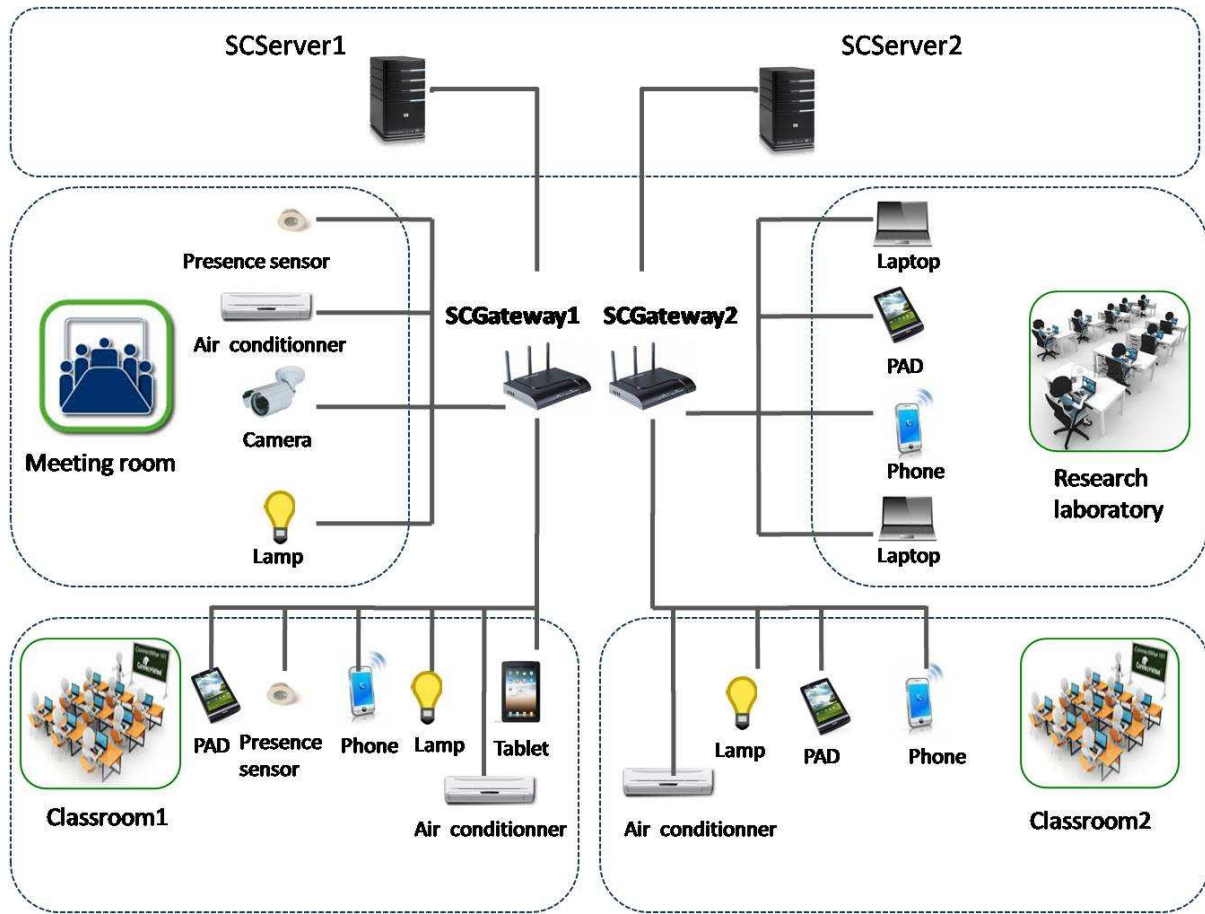 SCServer1
SCServer2
Presence sensor
Air conditionner
Camera
Lamp
Meeting room
SCGateway1
SCGateway2
Laptop
PAD
Phone
Laptop
Research
laboratory
PAD
Presence
sensor
Phone
Lamp
Tablet
Air conditionner
Classroom1
Lamp
PAD
Phone
Air conditionner
Classroom2